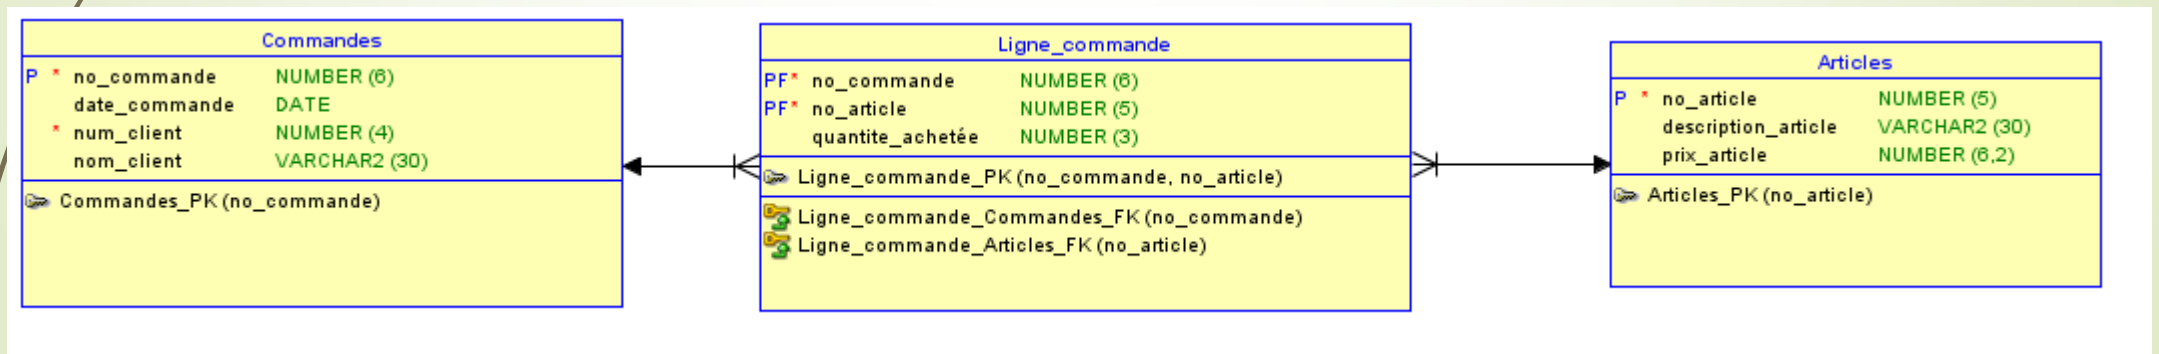 Commandes
P * no_commande NUMBER (6)
date_commande DATE
* num_client NUMBER (4)
nom_client VARCHAR2 (30)
Commandes_PK (no_commande)
Ligne_commande
PF* no_commande NUMBER (6)
PF* no_article NUMBER (5)
quantite_achetée NUMBER (3)
Ligne_commande_PK (no_commande, no_article)
Ligne_commande_Commandes_FK (no_commande)
Ligne_commande_Articles_FK (no_article)
Articles
P * no_article NUMBER (5)
description_article VARCHAR2 (30)
prix_article NUMBER (6,2)
Articles_PK (no_article)